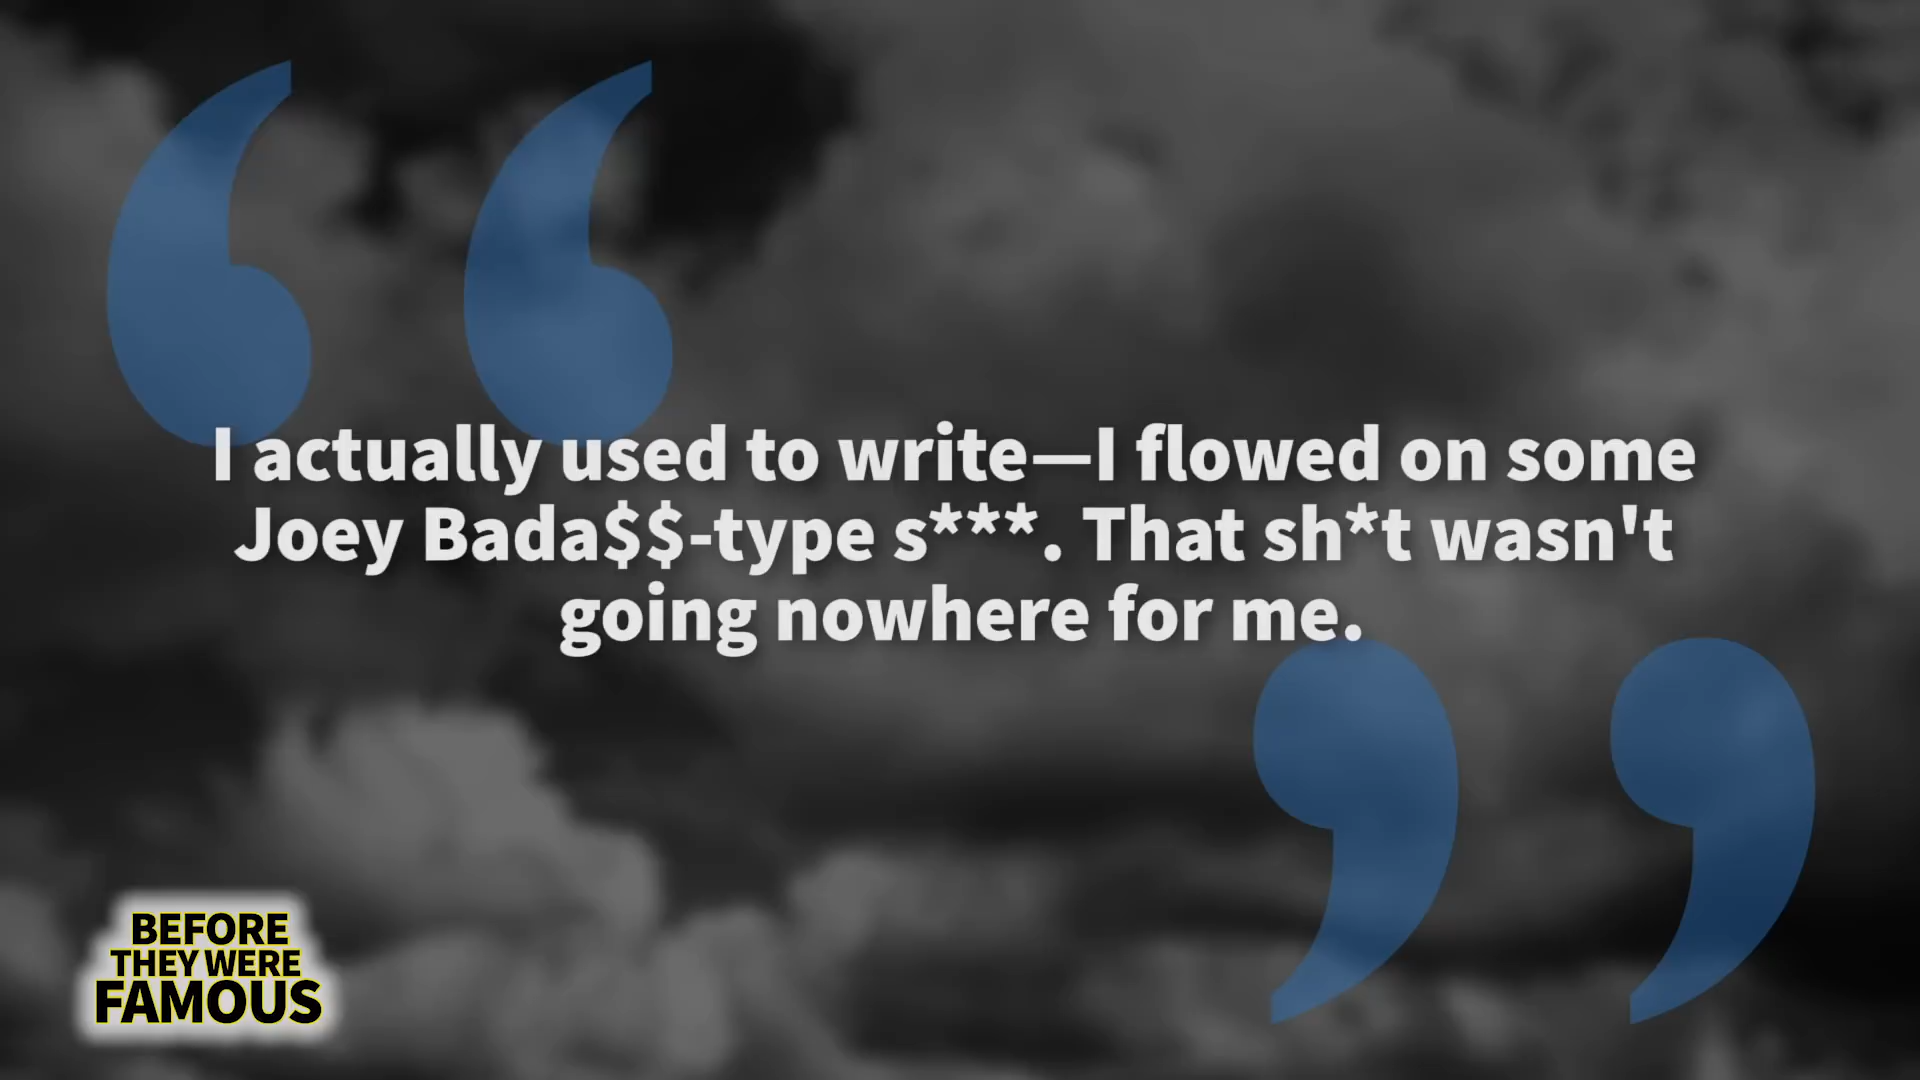 I actually used to write—I flowed on some
Joey Bada$$-type s***. That sh*t wasn't
going nowhere for me.
BEFORE
THEY WERE
FAMOUS